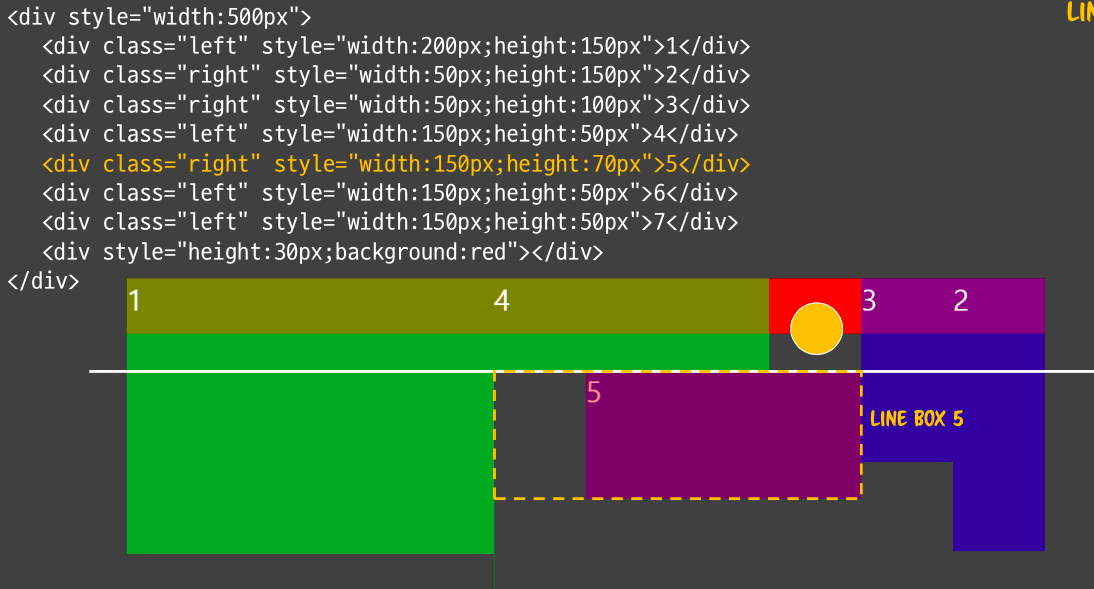 <div style="width:500px">
<div class="left" style="width:200px;height:150px">1</div>
<div class="right" style="width:50px;height:150px">2</div>
<div class="right" style="width:50px;height:100px">3</div>
<div class="left" style="width:150px;height:50px">4</div>
<div class="right" style="width:150px;height:70px">5</div>
<div class="left" style="width:150px;height:50px">6</div>
<div class="left" style="width:150px;height:50px">7</div>
<div style="height:30px;background:red"></div>
</div>
1 4 3 2
5
LINE BOX 5